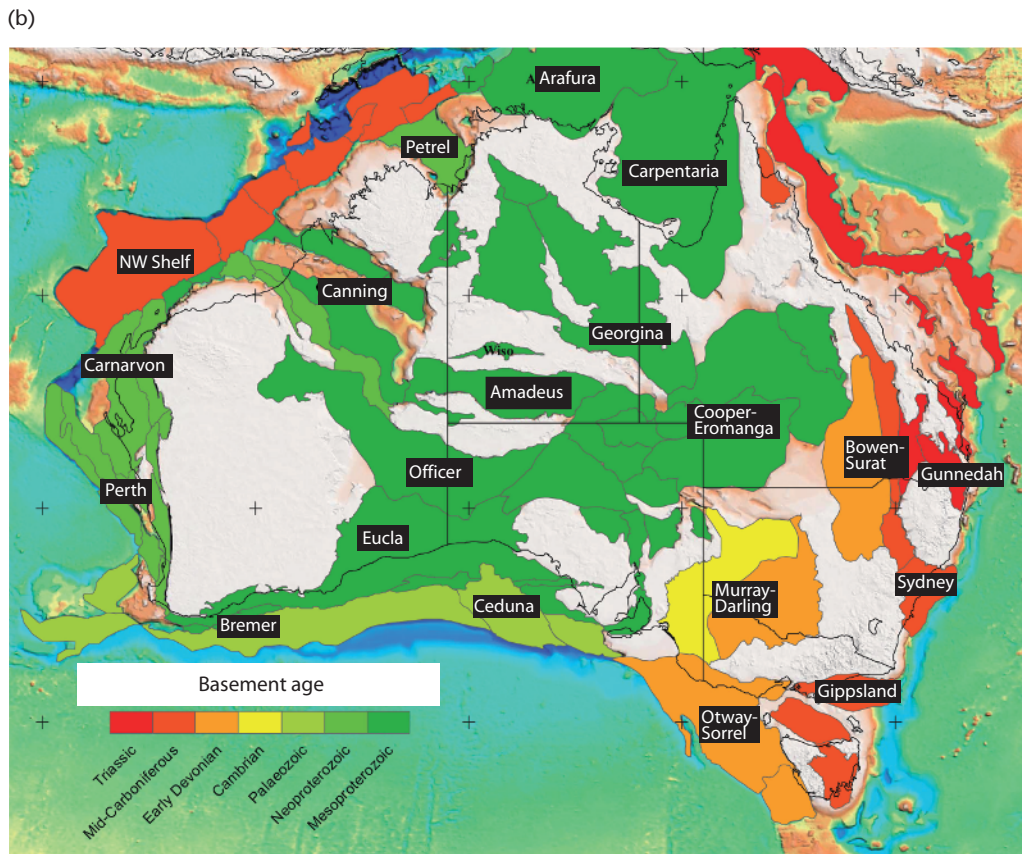 (b)
Arafura
Petrel
Carpentaria
NW Shelf
Canning
Georgina
Wiso
Carnarvon
Amadeus
Cooper-
Eromanga
Bowen-
Surat
Officer
Gunnedah
Perth
Eucla
Sydney
Ceduna
Murray-
Darling
Bremer
Basement age
Gippsland
Otway-
Sorrel
Triassic
Mid-Carboniferous
Early Devonian
Cambrian
Palaeozoic
Neoproterozoic
Mesoproterozoic